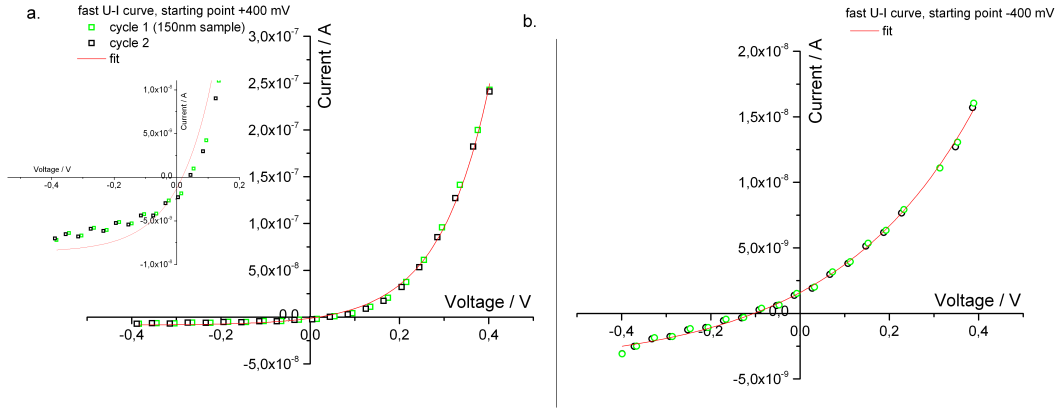 a.
fast U-I curve, starting point +400 mV
cycle 1 (150nm sample)
cycle 2
fit
3,0x10⁻⁷
2,5x10⁻⁷
2,0x10⁻⁷
1,5x10⁻⁷
1,0x10⁻⁷
5,0x10⁻⁸
0,0
-5,0x10⁻⁸
Current / A
Voltage / V
-0,4
-0,2
0,0
0,2
0,4
1,0x10⁻⁸
5,0x10⁻⁹
0,0
-5,0x10⁻⁹
-1,0x10⁻⁸
Current / A
Voltage / V
-0,4
-0,2
0,0
0,2
b.
fast U-I curve, starting point -400 mV
fit
2,0x10⁻⁸
1,5x10⁻⁸
1,0x10⁻⁸
5,0x10⁻⁹
0,0
-5,0x10⁻⁹
Current / A
Voltage / V
-0,4
-0,2
0,0
0,2
0,4